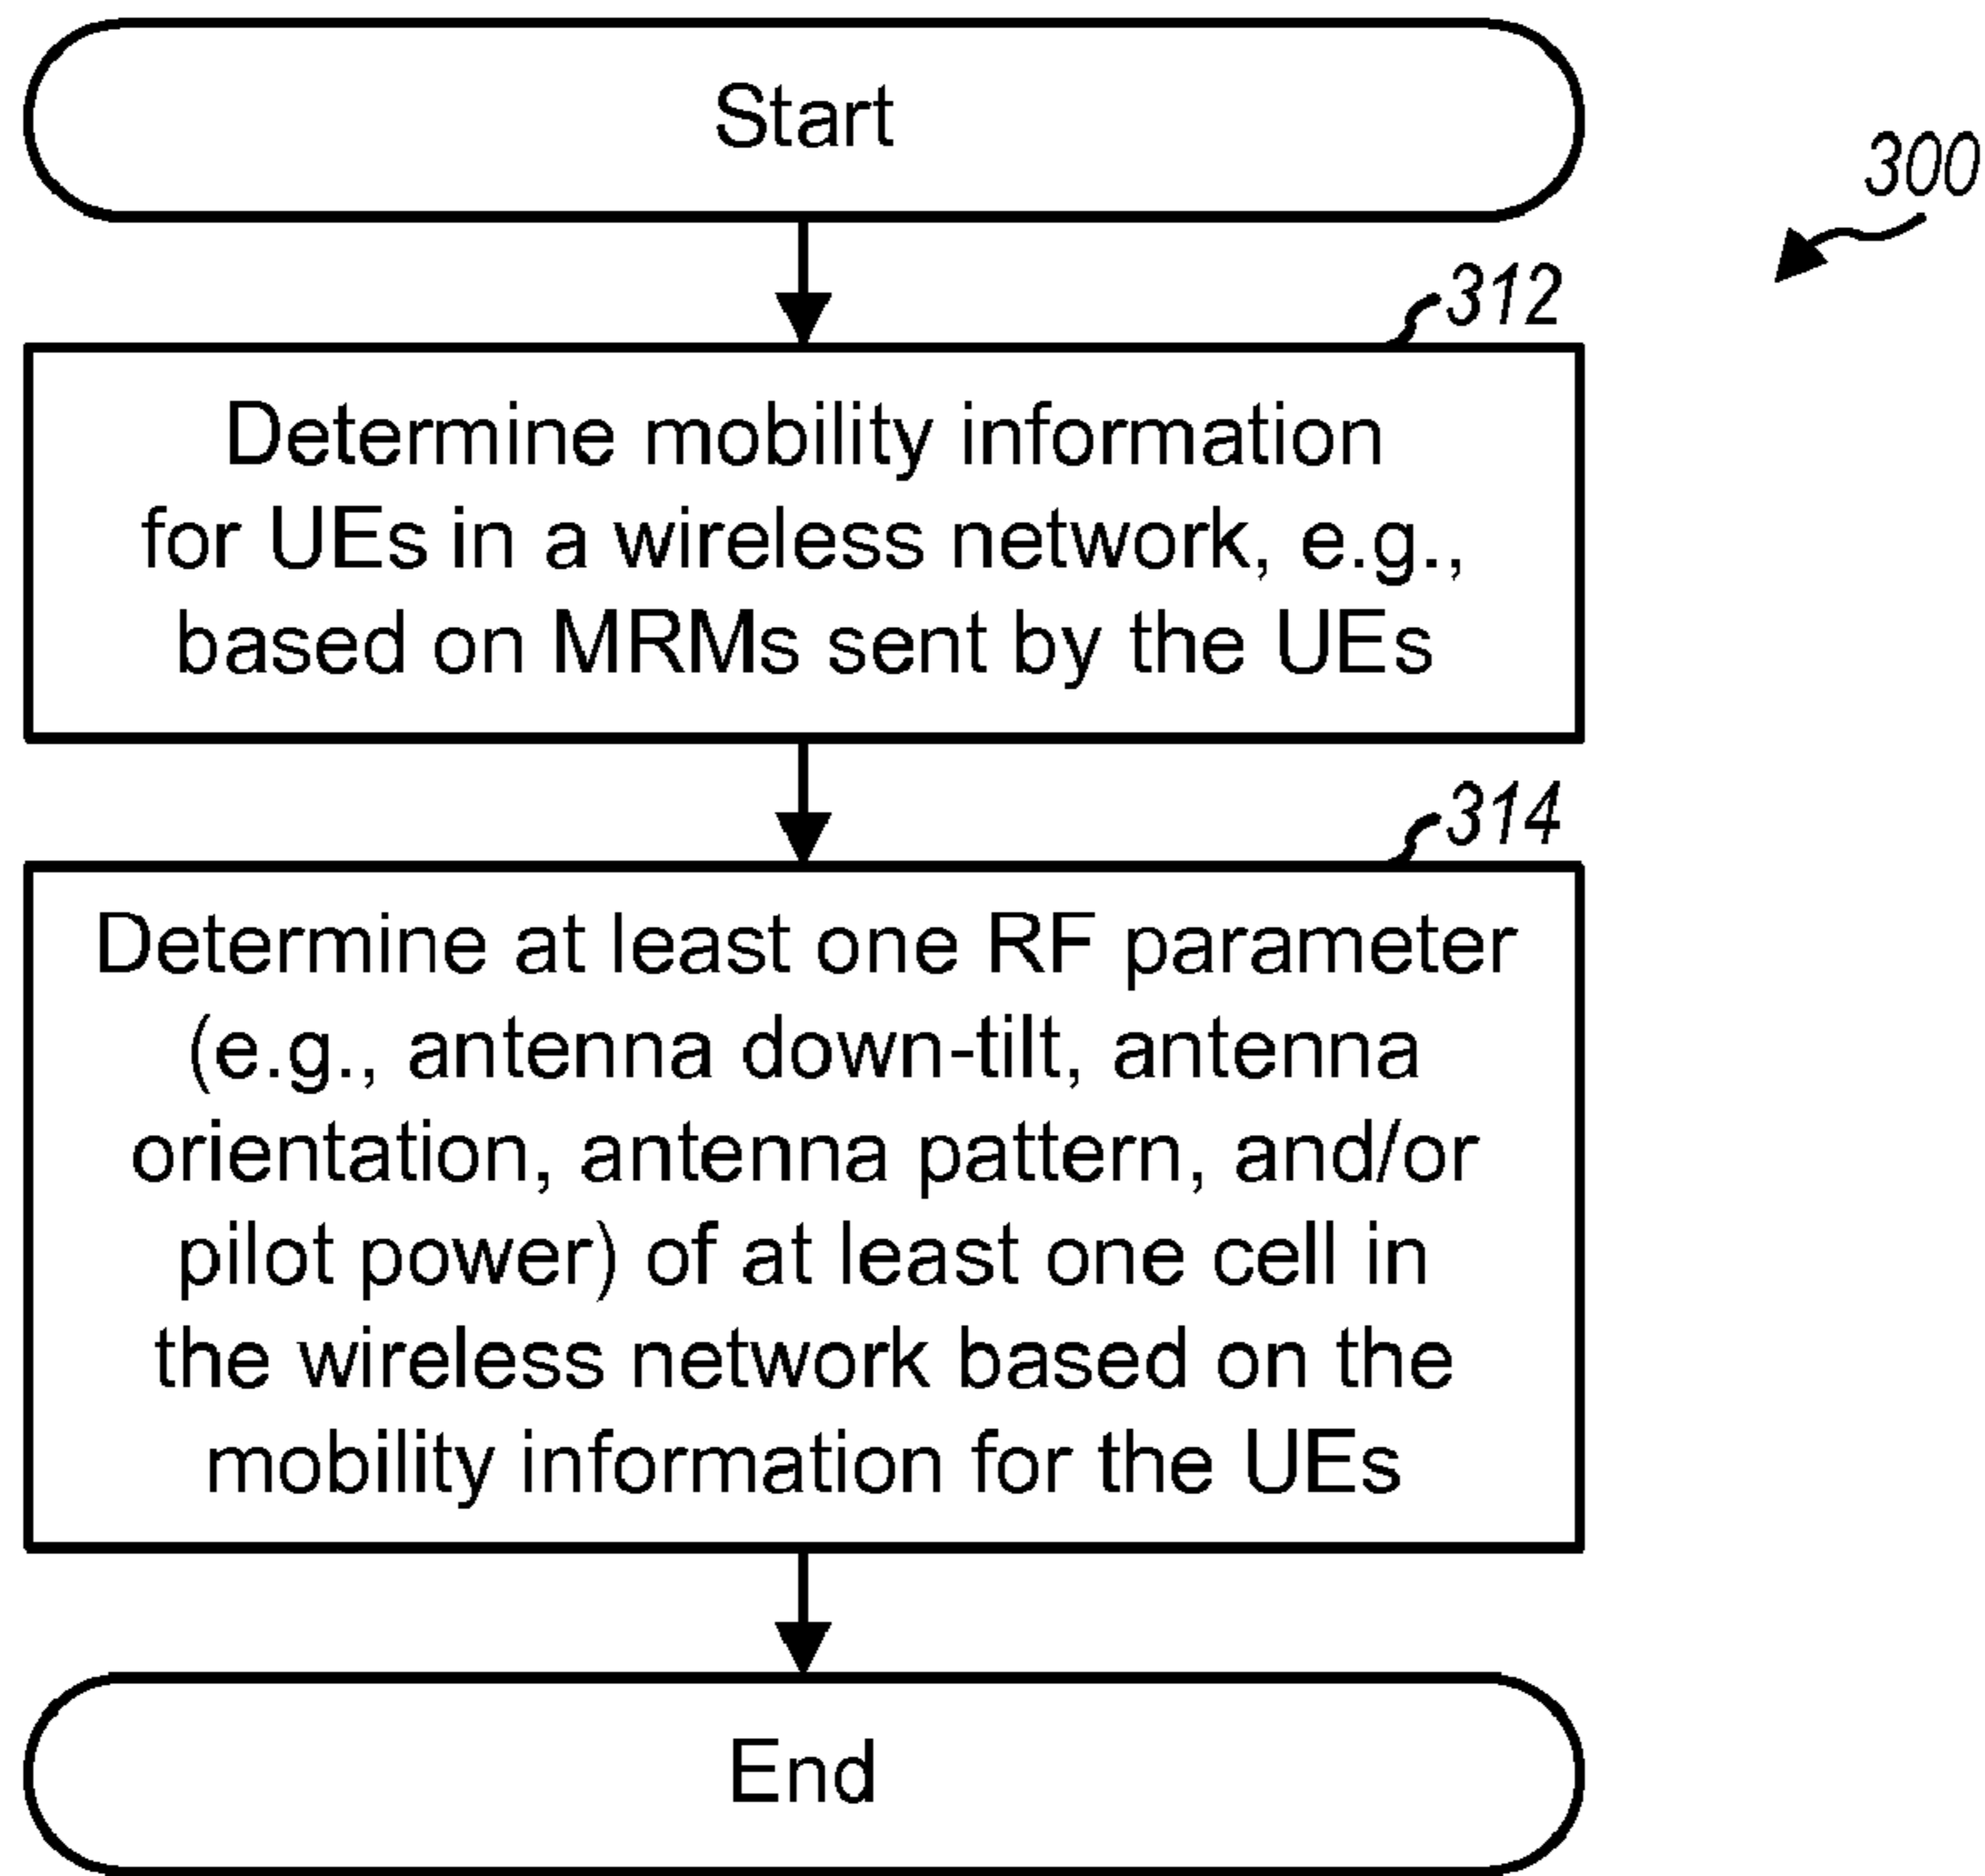 Start
300
312
Determine mobility information
for UEs in a wireless network, e.g.,
based on MRMs sent by the UEs
314
Determine at least one RF parameter
(e.g., antenna down-tilt, antenna
orientation, antenna pattern, and/or
pilot power) of at least one cell in
the wireless network based on the
mobility information for the UEs
End